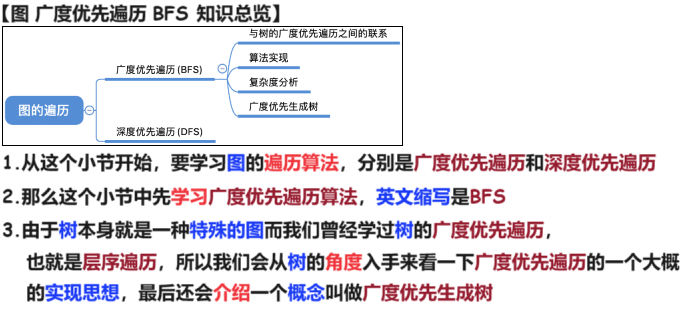 【图 广度优先遍历 BFS 知识总览】
与树的广度优先遍历之间的联系
算法实现
广度优先遍历 (BFS)
复杂度分析
广度优先生成树
图的遍历
深度优先遍历 (DFS)
1.从这个小节开始，要学习图的遍历算法，分别是广度优先遍历和深度优先遍历
2.那么这个小节中先学习广度优先遍历算法，英文缩写是BFS
3.由于树本身就是一种特殊的图而我们曾经学过树的广度优先遍历，
也就是层序遍历，所以我们会从树的角度入手来看一下广度优先遍历的一个大概
的实现思想，最后还会介绍一个概念叫做广度优先生成树